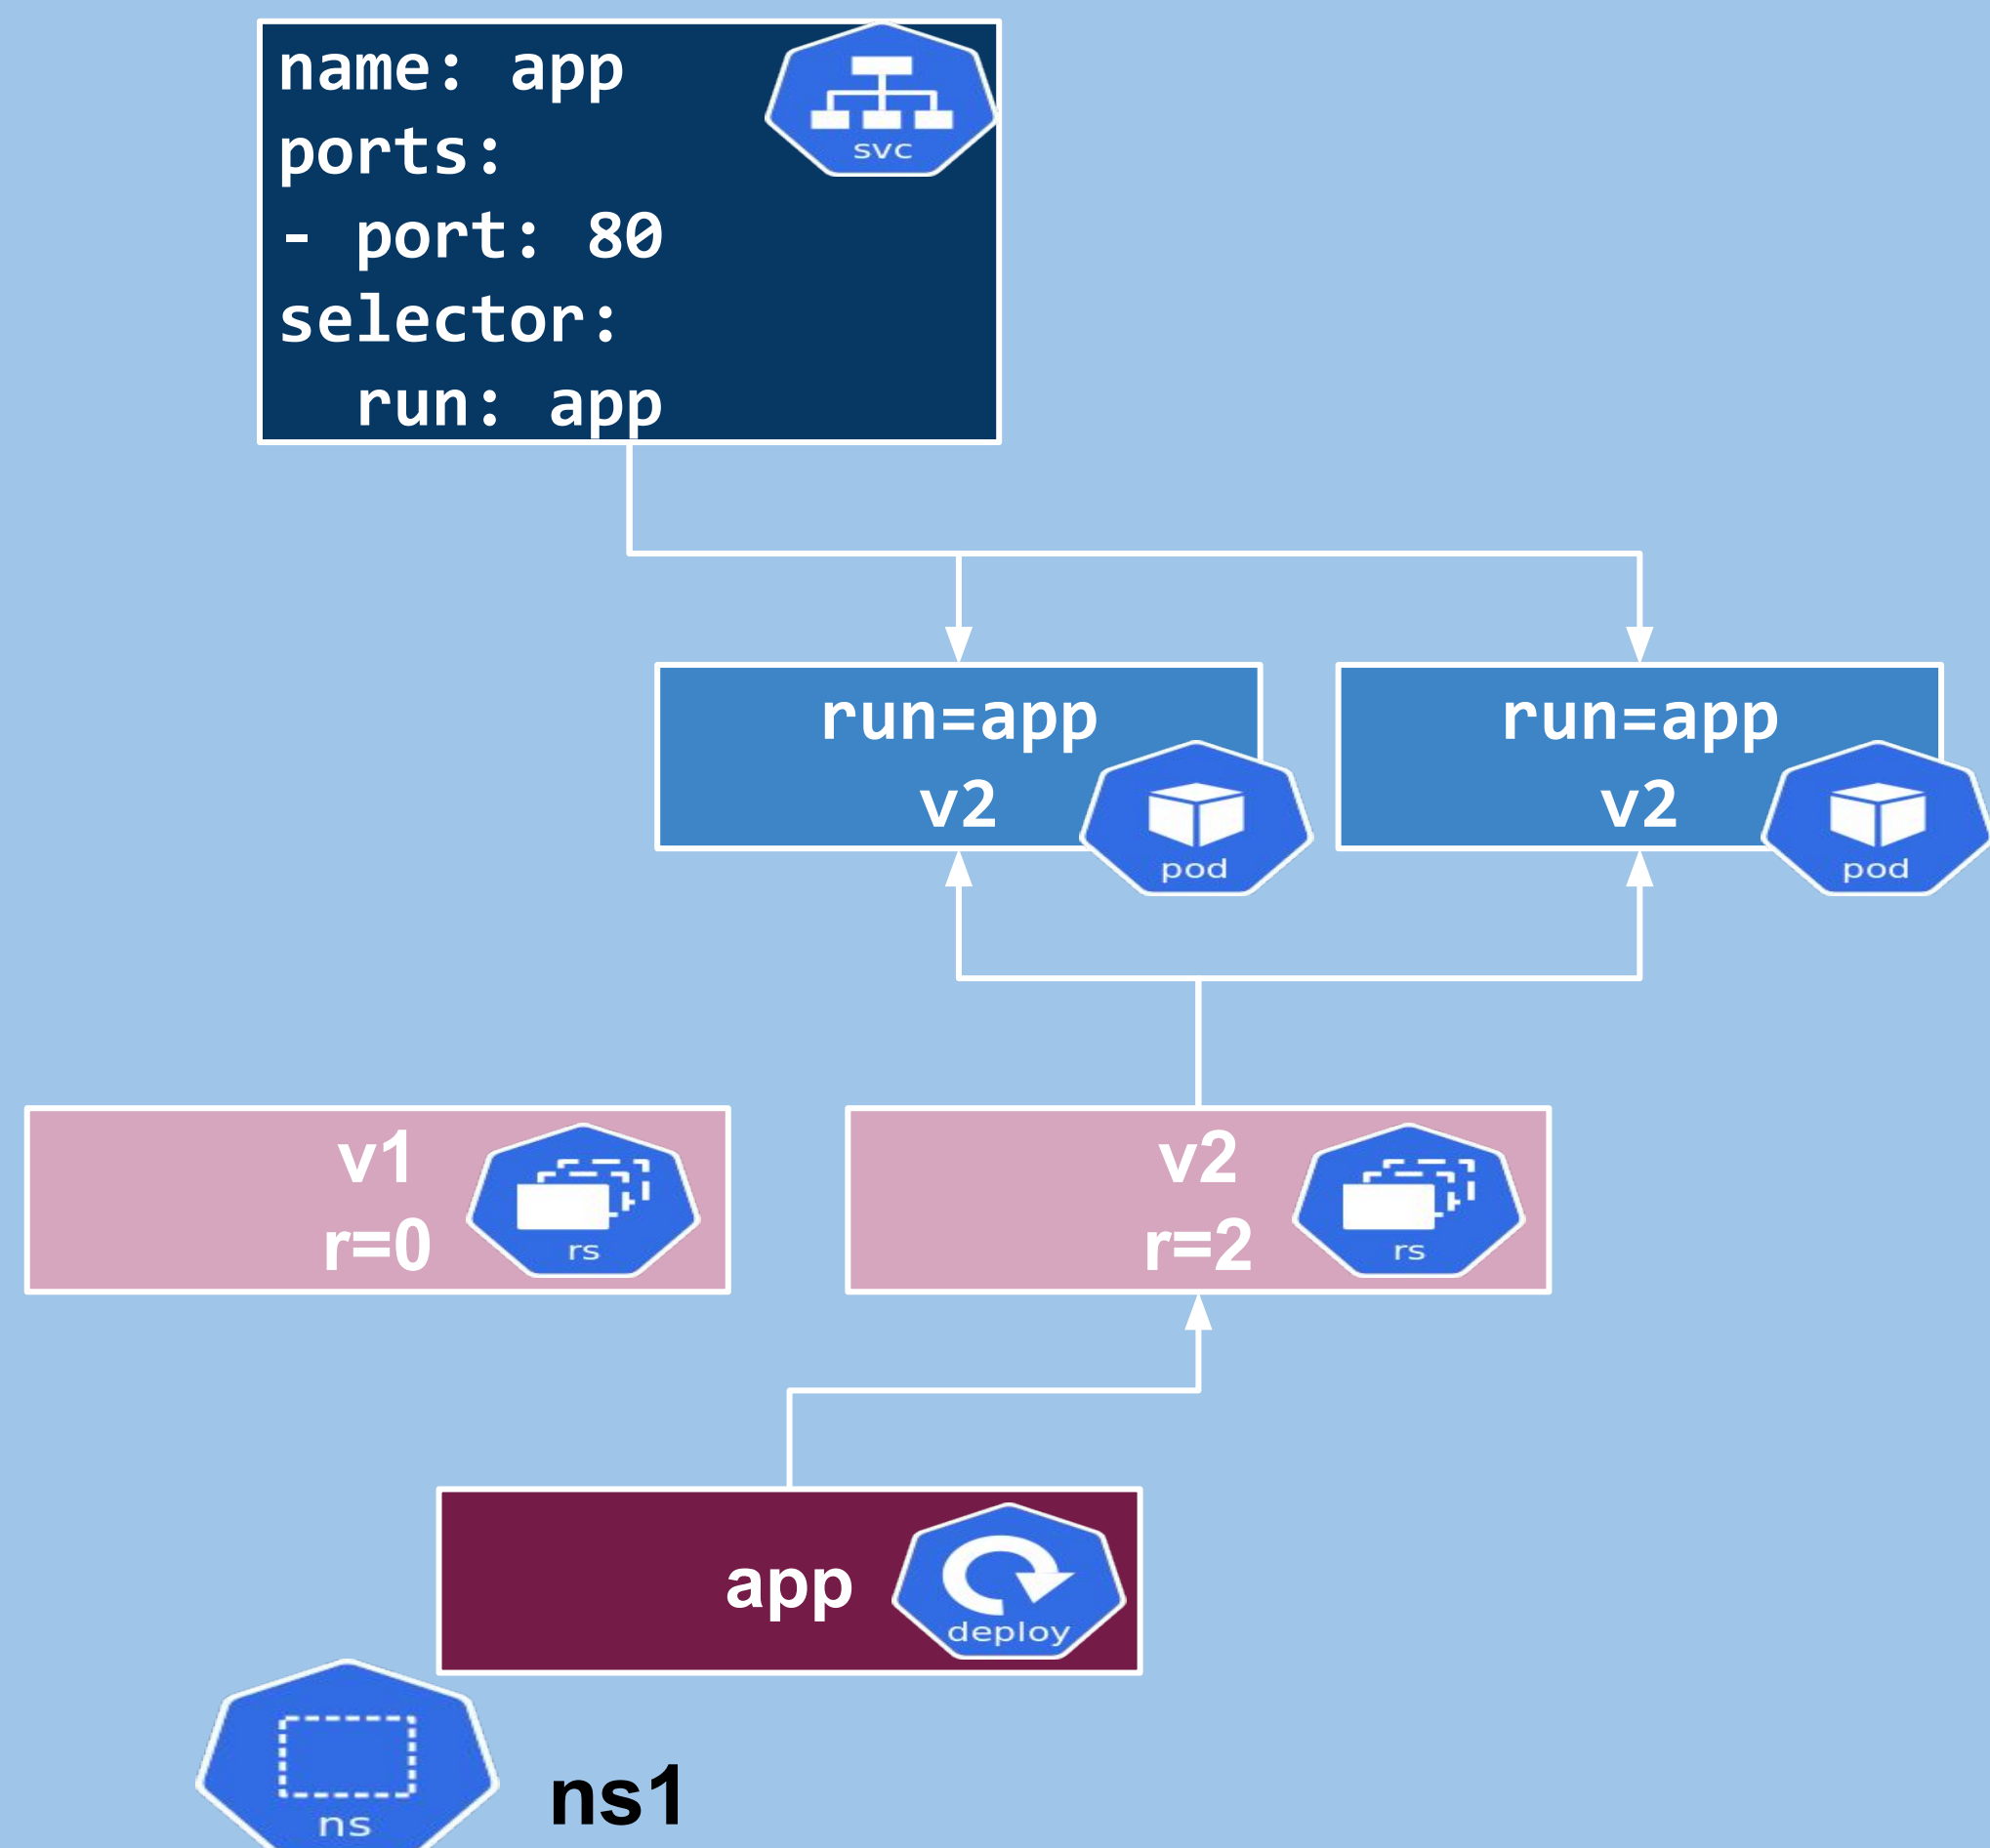 name: app
svc
ports:
- port: 80
selector:
run: app
run=app
v2
pod
run=app
v2
pod
v1
r=0
rs
v2
r=2
rs
app
deploy
ns
ns1